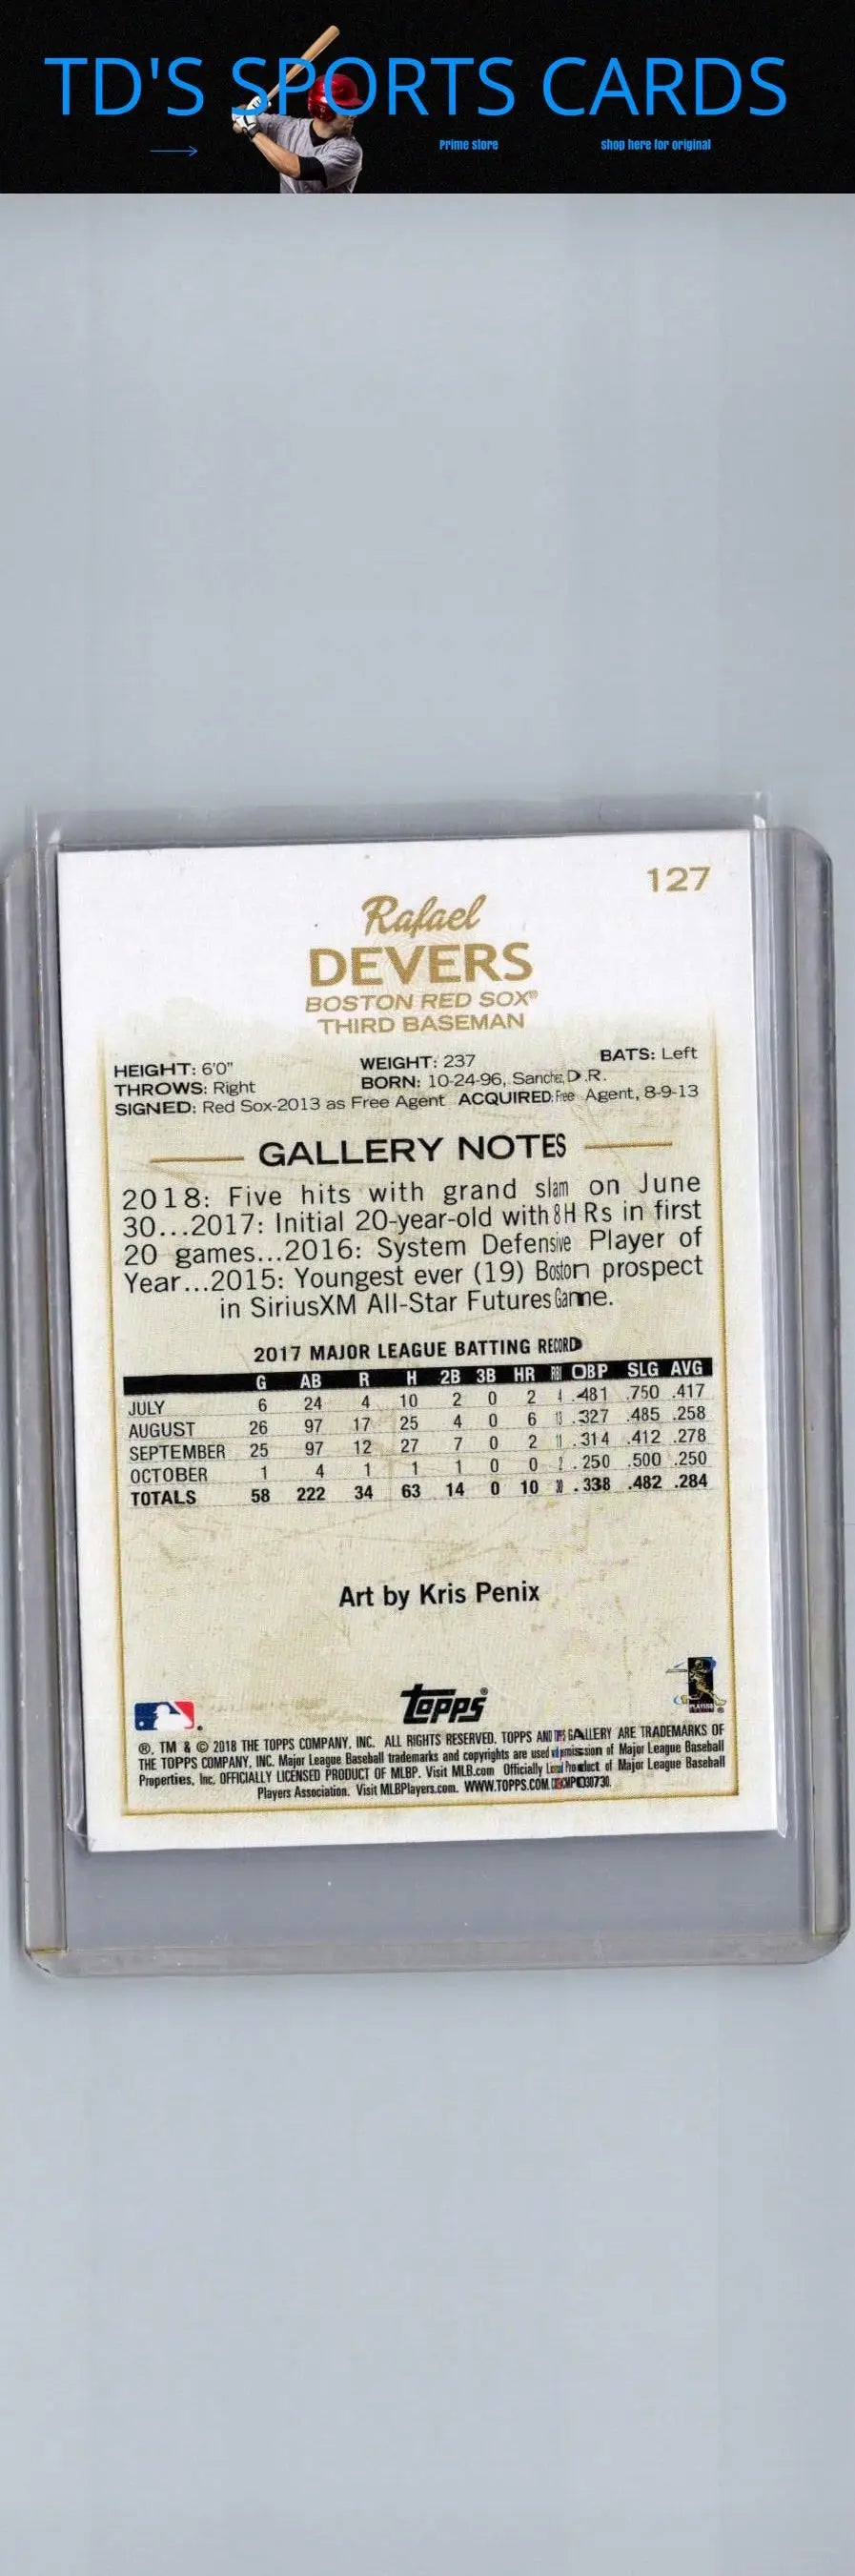 TD'S SPORTS CARDS
Prime store
shop here for original
127
Rafael
DEVERS
BOSTON RED SOX®
THIRD BASEMAN
HEIGHT: 6'0" WEIGHT: 237 BATS: Left
THROWS: Right BORN: 10-24-96, Sanchez, D.R.
SIGNED: Red Sox-2013 as Free Agent ACQUIRED: Free Agent, 8-9-13
GALLERY NOTES
2018: Five hits with grand slam on June
30...2017: Initial 20-year-old with 8 HRs in first
20 games...2016: System Defensive Player of
Year...2015: Youngest ever (19) Boston prospect
in SiriusXM All-Star Futures Game.
2017 MAJOR LEAGUE BATTING RECORD
G AB R H 2B 3B HR RBI OBP SLG AVG
JULY 6 24 4 10 2 0 2 4 .481 .750 .417
AUGUST 26 97 17 25 4 0 6 13 .327 .485 .258
SEPTEMBER 25 97 12 27 7 0 2 11 .314 .412 .278
OCTOBER 1 4 1 1 1 0 0 2 .250 .500 .250
TOTALS 58 222 34 63 14 0 10 30 .338 .482 .284
Art by Kris Penix
topps®
PLAYERS
®, TM & © 2018 THE TOPPS COMPANY, INC. ALL RIGHTS RESERVED. TOPPS AND TOPPS GALLERY ARE TRADEMARKS OF
THE TOPPS COMPANY, INC. Major League Baseball trademarks and copyrights are used permission of Major League Baseball
Properties, Inc. OFFICIALLY LICENSED PRODUCT OF MLBP. Visit MLB.com Officially Product of Major League Baseball
Players Association. Visit MLBPlayers.com. WWW.TOPPS.COM.